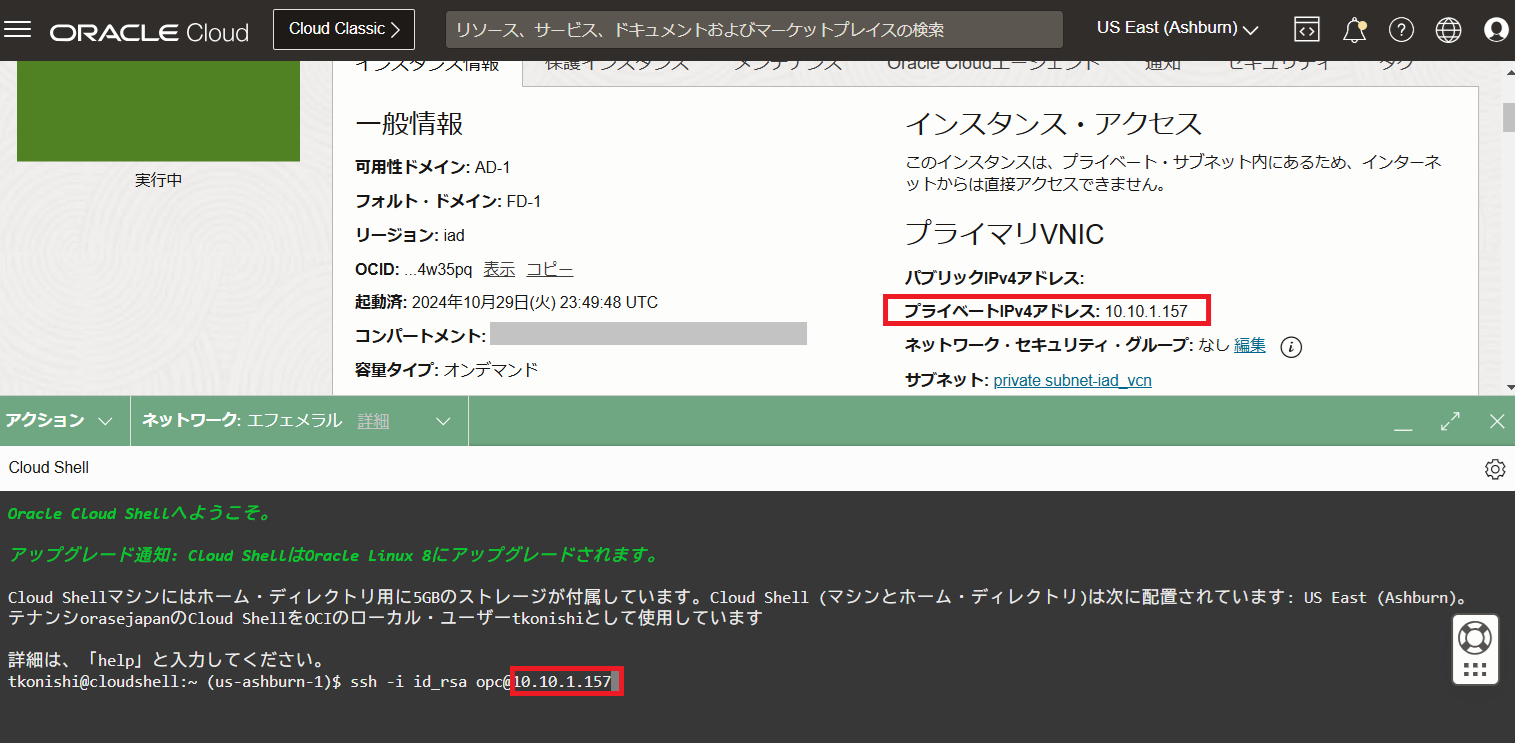 ORACLE Cloud
Cloud Classic
リソース、サービス、ドキュメントおよびマーケットプレイスの検索
US East (Ashburn)
インスタンス情報
保護インスタンス
メンテナンス
Oracle Cloudエージェント
通知
セキュリティ
タグ
実行中
一般情報
可用性ドメイン: AD-1
フォルト・ドメイン: FD-1
リージョン: iad
OCID: ...4w35pq 表示 コピー
起動済: 2024年10月29日(火) 23:49:48 UTC
コンパートメント:
容量タイプ: オンデマンド
インスタンス・アクセス
このインスタンスは、プライベート・サブネット内にあるため、インターネ
ットからは直接アクセスできません。
プライマリVNIC
パブリックIPv4アドレス:
プライベートIPv4アドレス: 10.10.1.157
ネットワーク・セキュリティ・グループ: なし 編集
サブネット: private subnet-iad_vcn
アクション
ネットワーク: エフェメラル 詳細
Cloud Shell
Oracle Cloud Shellへようこそ。
アップグレード通知: Cloud ShellはOracle Linux 8にアップグレードされます。
Cloud Shellマシンにはホーム・ディレクトリ用に5GBのストレージが付属しています。Cloud Shell (マシンとホーム・ディレクトリ)は次に配置されています: US East (Ashburn)。
テナンシorasejapanのCloud ShellをOCIのローカル・ユーザーtkonishiとして使用しています
詳細は、「help」と入力してください。
tkonishi@cloudshell:~ (us-ashburn-1)$ ssh -i id_rsa opc@10.10.1.157